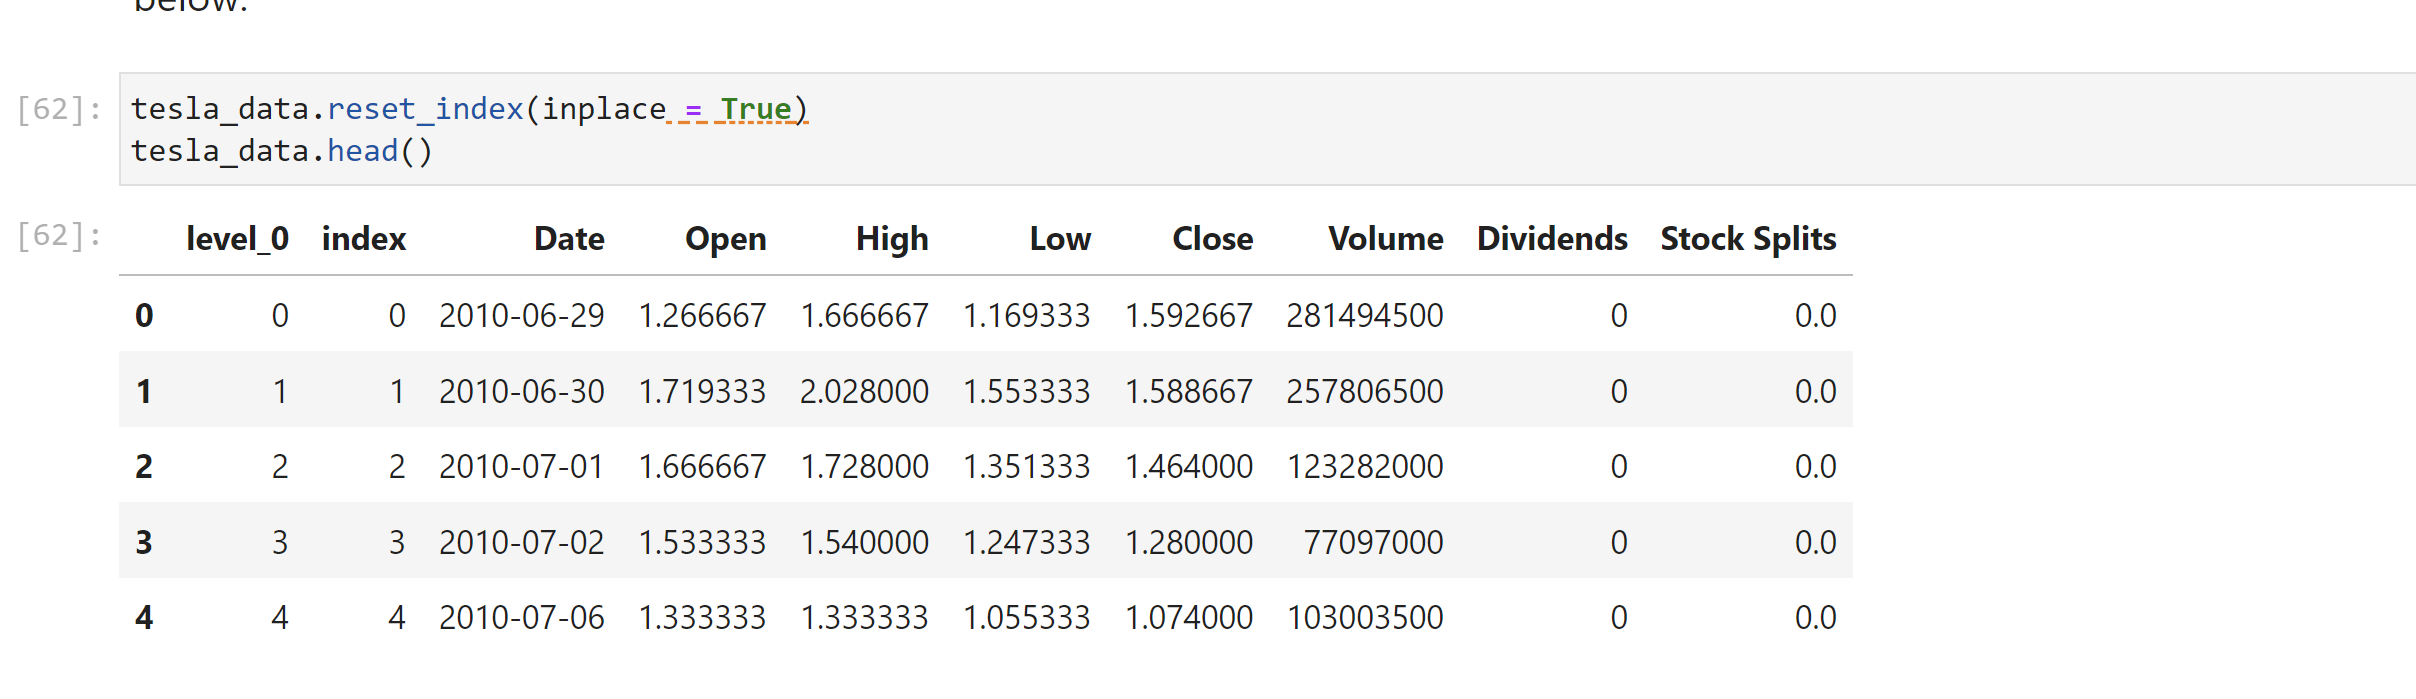 below.
[62]: tesla_data.reset_index(inplace = True)
tesla_data.head()
[62]: level_0 index Date Open High Low Close Volume Dividends Stock Splits
0 0 0 2010-06-29 1.266667 1.666667 1.169333 1.592667 281494500 0 0.0
1 1 1 2010-06-30 1.719333 2.028000 1.553333 1.588667 257806500 0 0.0
2 2 2 2010-07-01 1.666667 1.728000 1.351333 1.464000 123282000 0 0.0
3 3 3 2010-07-02 1.533333 1.540000 1.247333 1.280000 77097000 0 0.0
4 4 4 2010-07-06 1.333333 1.333333 1.055333 1.074000 103003500 0 0.0